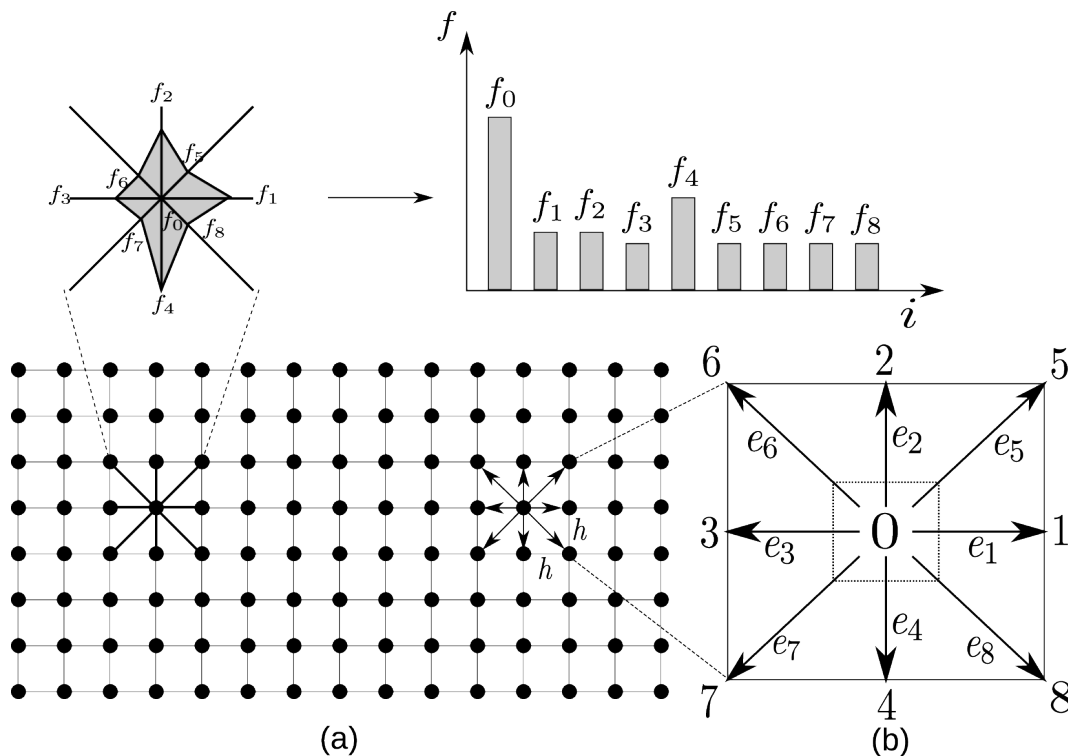 f
f₂
f₀
f₅
f₆
f₄
f₃
f₁
f₁
f₂
f₃
f₅
f₆
f₇
f₈
f₀
f₈
f₇
f₄
i
6
2
5
e₆
e₂
e₅
h
3
e₃
0
e₁
1
h
e₇
e₄
e₈
7
4
8
(a)
(b)